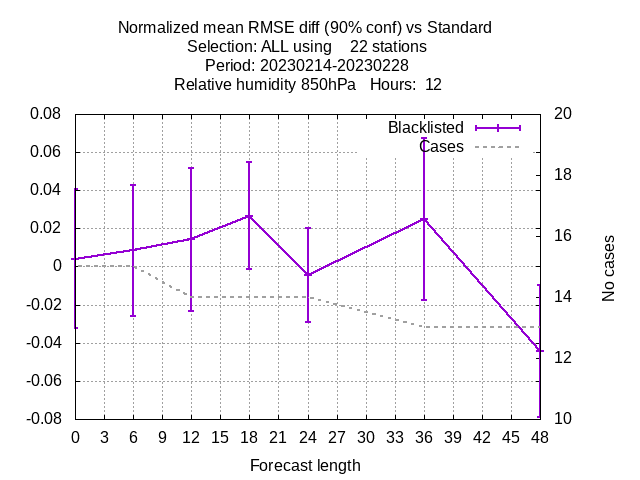 Normalized mean RMSE diff (90% conf) vs Standard
Selection: ALL using    22 stations
Period: 20230214-20230228
Relative humidity 850hPa   Hours:  12
Blacklisted
Cases
0.08
0.06
0.04
0.02
0
-0.02
-0.04
-0.06
-0.08
20
18
16
14
12
10
No cases
0 3 6 9 12 15 18 21 24 27 30 33 36 39 42 45 48
Forecast length